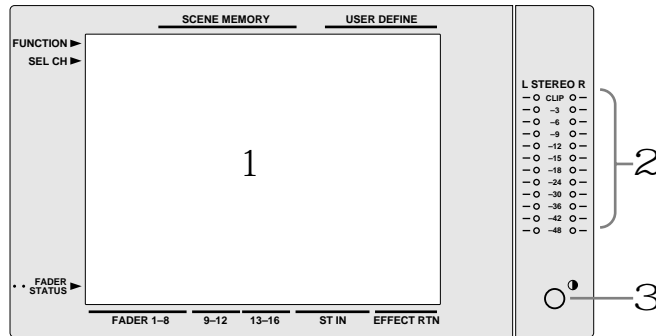 SCENE MEMORY USER DEFINE
FUNCTION
SEL CH
1
L STEREO R
CLIP
–3
–6
–9
–12
–15
–18
–24
–30
–36
–42
–48
2
3
FADER
STATUS
FADER 1–8 9–12 13–16 ST IN EFFECT RTN